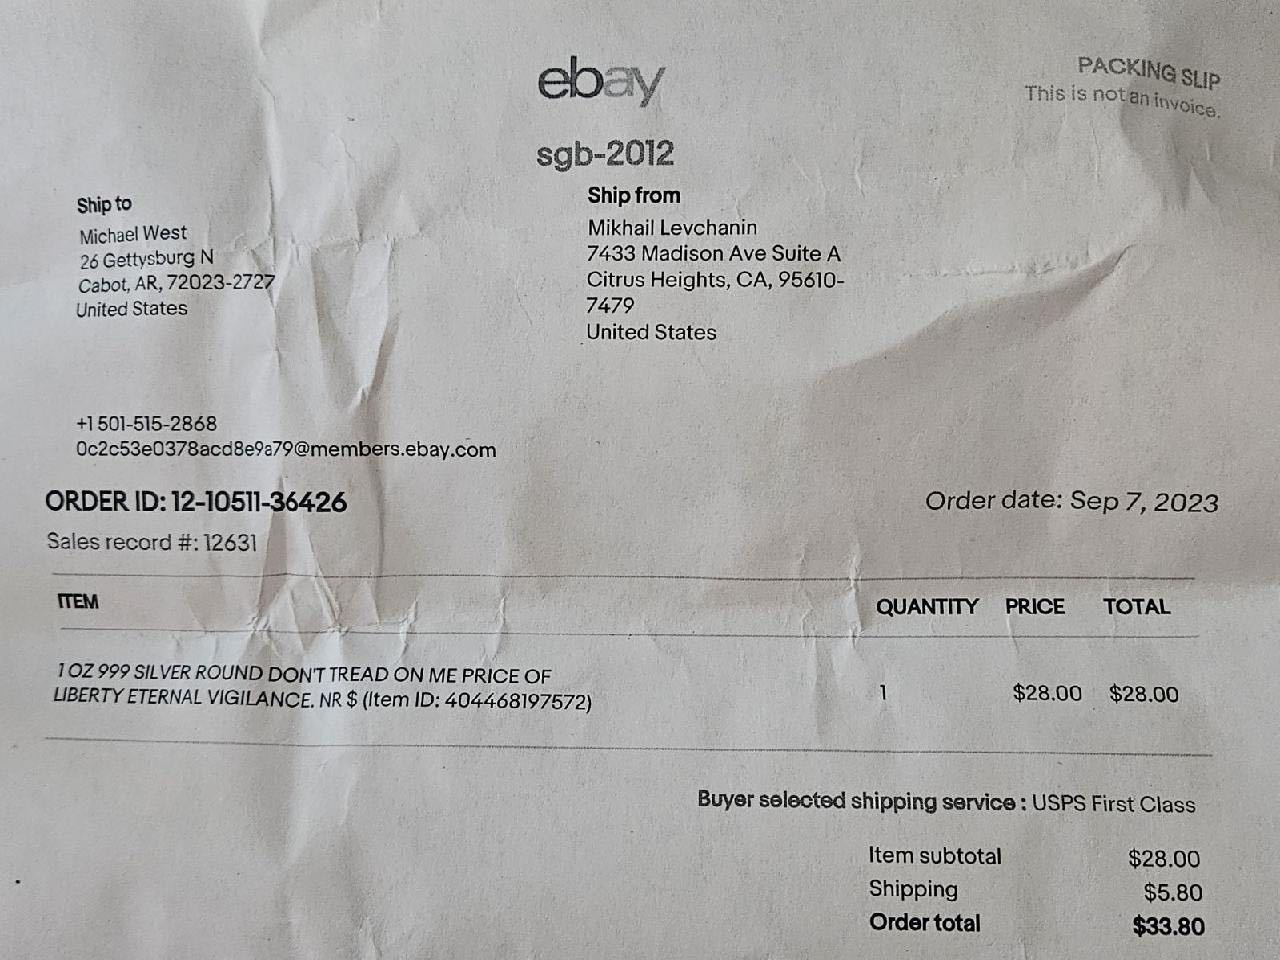 ebay
PACKING SLIP
This is not an invoice.
sgb-2012
Ship to
Michael West
26 Gettysburg N
Cabot, AR, 72023-2727
United States
Ship from
Mikhail Levchanin
7433 Madison Ave Suite A
Citrus Heights, CA, 95610-
7479
United States
+1 501-515-2868
0c2c53e0378acd8e9a79@members.ebay.com
ORDER ID: 12-10511-36426
Order date: Sep 7, 2023
Sales record #: 12631
ITEM QUANTITY PRICE TOTAL
1 OZ 999 SILVER ROUND DON'T TREAD ON ME PRICE OF
LIBERTY ETERNAL VIGILANCE. NR $ (Item ID: 404468197572)
1 $28.00 $28.00
Buyer selected shipping service : USPS First Class
Item subtotal $28.00
Shipping $5.80
Order total $33.80